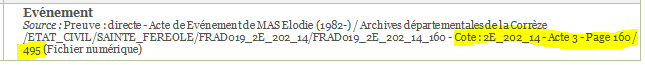 Evénement
Source : Preuve : directe - Acte de Evénement de MAS Elodie (1982-) / Archives départementales de la Corrèze
/ETAT_CIVIL/SAINTE_FEREOLE/FRAD019_2E_202_14/FRAD019_2E_202_14_160 - Cote : 2E_202_14 - Acte 3 - Page 160 /
495 (Fichier numérique)